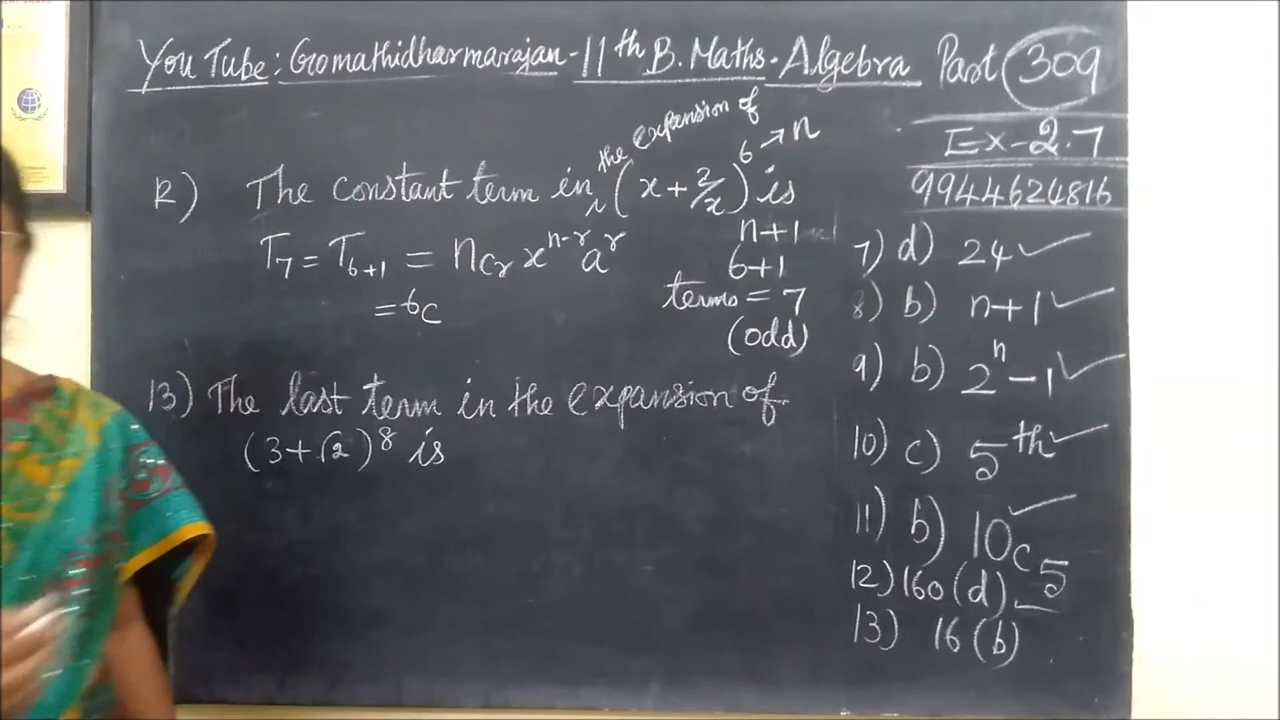 YouTube: Gomathidharmarajan - 11th B. Maths - Algebra Part 309
Ex - 2.7
9944624816
12) The constant term in the expansion of (x + 2/x)^6 → n is
n+1
6+1
terms = 7
(odd)
T₇ = T₆₊₁ = nCr x^(n-r) a^r
= 6C
13) The last term in the expansion of
(3+√2)^8 is
7) d) 24 ✓
8) b) n+1 ✓
9) b) 2^n - 1 ✓
10) c) 5th ✓
11) b) 10C5 ✓
12) 160 (d)
13) 16 (b)